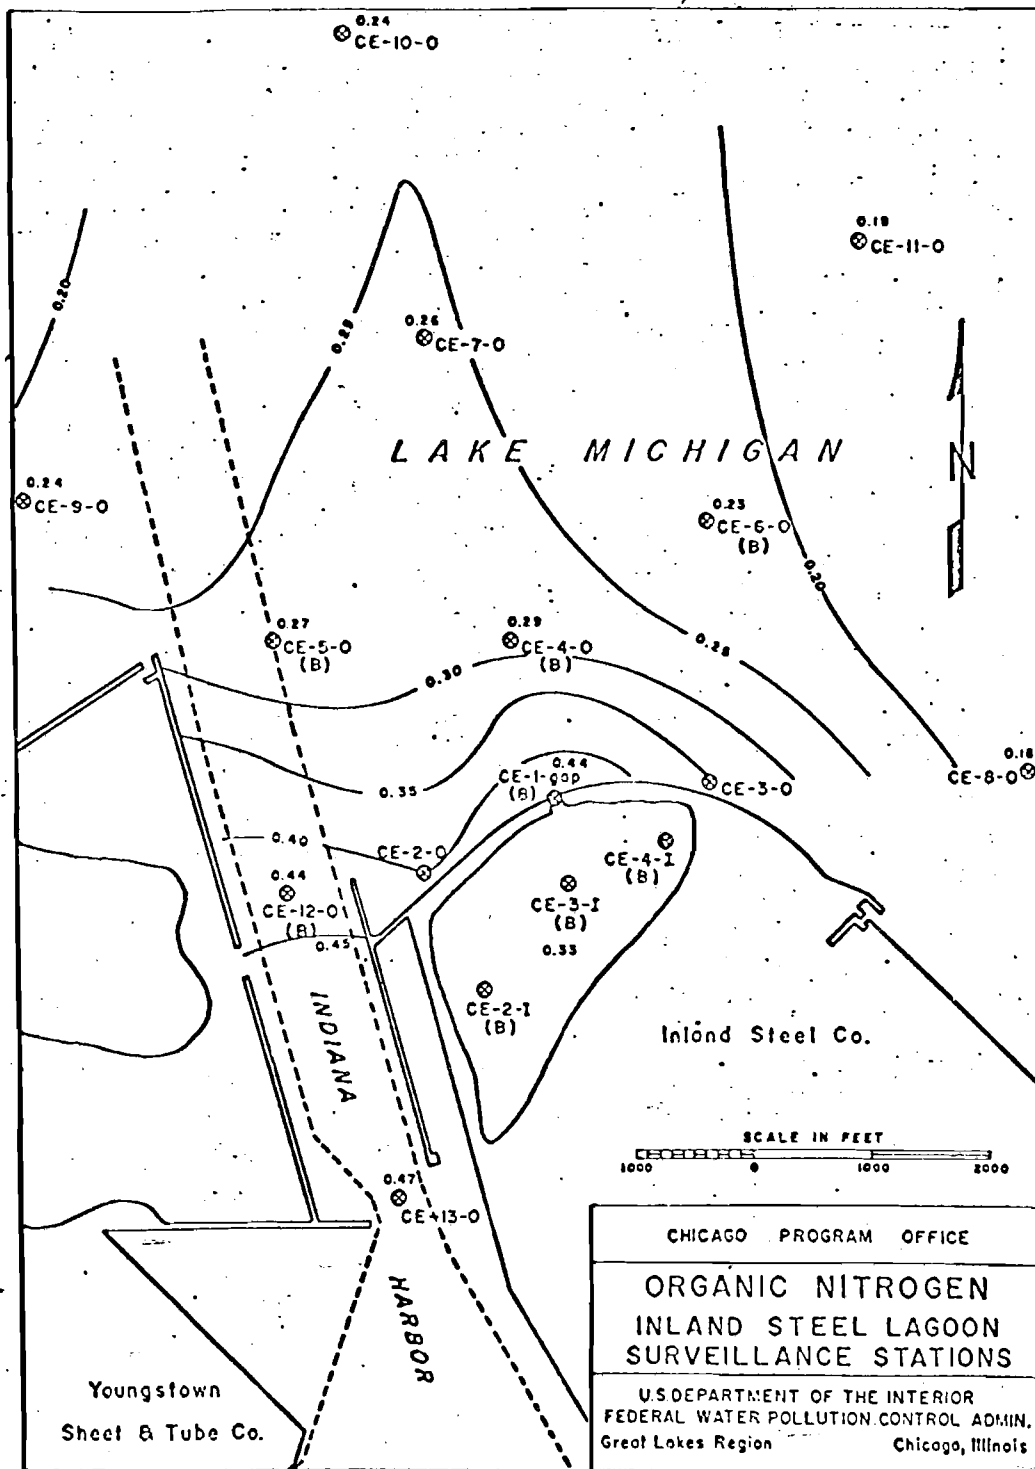 0.24
CE-10-0
0.19
CE-11-0
0.20
0.25
0.26
CE-7-0
LAKE MICHIGAN
N
0.24
CE-9-0
0.23
CE-6-0
(B)
0.20
0.27
CE-5-0
(B)
0.29
CE-4-0
(B)
0.25
0.30
0.18
CE-8-0
0.44
CE-1-gap
(B)
CE-3-0
0.35
0.40
CE-2-0
CE-4-I
(B)
0.44
CE-12-0
(B)
CE-3-I
(B)
0.45
0.33
CE-2-I
(B)
INDIANA
Inland Steel Co.
SCALE IN FEET
1000 0 1000 2000
0.47
CE-13-0
HARBOR
Youngstown
Sheet & Tube Co.
CHICAGO PROGRAM OFFICE
ORGANIC NITROGEN
INLAND STEEL LAGOON
SURVEILLANCE STATIONS
U.S.DEPARTMENT OF THE INTERIOR
FEDERAL WATER POLLUTION CONTROL ADMIN.
Great Lakes Region Chicago, Illinois